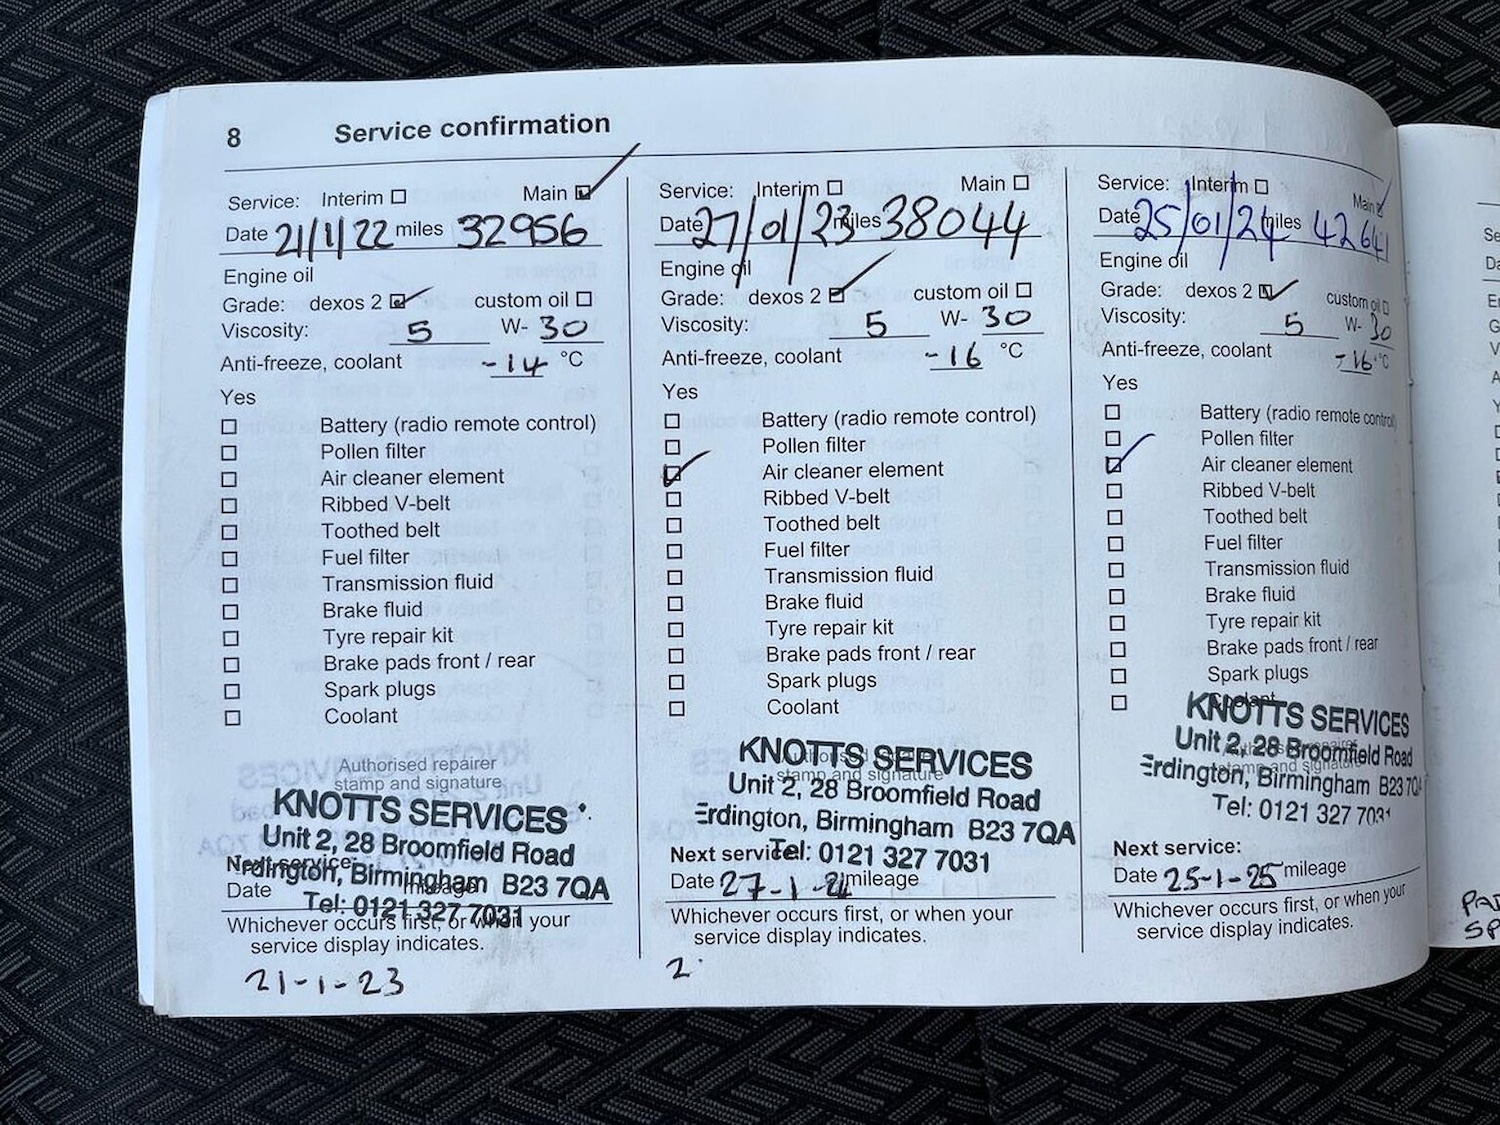 8 Service confirmation
Service: Interim Main
Date 21/1/22 miles 32956
Engine oil
Grade: dexos 2 custom oil
Viscosity: 5 W- 30
Anti-freeze, coolant -14 °C
Yes
Battery (radio remote control)
Pollen filter
Air cleaner element
Ribbed V-belt
Toothed belt
Fuel filter
Transmission fluid
Brake fluid
Tyre repair kit
Brake pads front / rear
Spark plugs
Coolant
Authorised repairer
stamp and signature
KNOTTS SERVICES
Unit 2, 28 Broomfield Road
Erdington, Birmingham B23 7QA
Tel: 0121 327 7031
Next service:
Date mileage
Whichever occurs first, or when your
service display indicates.
21-1-23
Service: Interim Main
Date 27/01/23 miles 38044
Engine oil
Grade: dexos 2 custom oil
Viscosity: 5 W- 30
Anti-freeze, coolant -16 °C
Yes
Battery (radio remote control)
Pollen filter
Air cleaner element
Ribbed V-belt
Toothed belt
Fuel filter
Transmission fluid
Brake fluid
Tyre repair kit
Brake pads front / rear
Spark plugs
Coolant
Authorised repairer
stamp and signature
KNOTTS SERVICES
Unit 2, 28 Broomfield Road
Erdington, Birmingham B23 7QA
Tel: 0121 327 7031
Next service:
Date 27-1-24 mileage
Whichever occurs first, or when your
service display indicates.
2
Service: Interim Main
Date 25/01/24 miles 42641
Engine oil
Grade: dexos 2 custom oil
Viscosity: 5 W- 30
Anti-freeze, coolant -16 °C
Yes
Battery (radio remote control)
Pollen filter
Air cleaner element
Ribbed V-belt
Toothed belt
Fuel filter
Transmission fluid
Brake fluid
Tyre repair kit
Brake pads front / rear
Spark plugs
Coolant
Authorised repairer
stamp and signature
KNOTTS SERVICES
Unit 2, 28 Broomfield Road
Erdington, Birmingham B23 7QA
Tel: 0121 327 7031
Next service:
Date 25-1-25 mileage
Whichever occurs first, or when your
service display indicates.